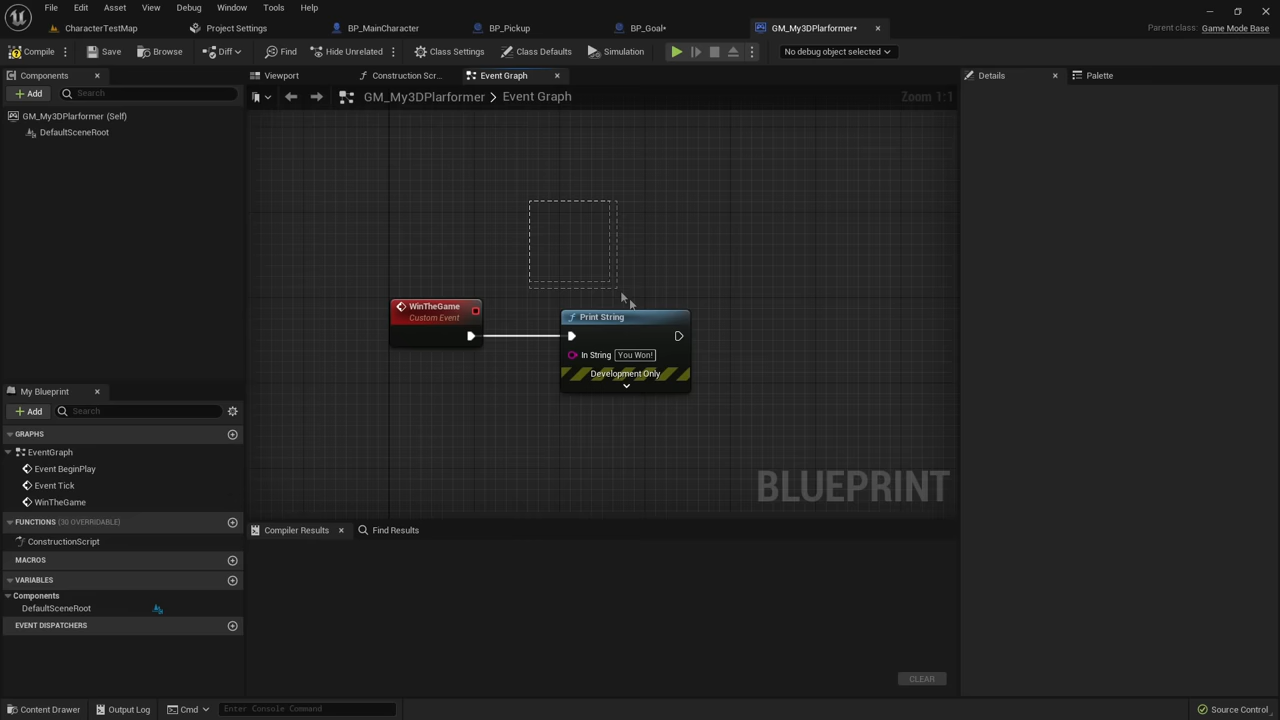 File Edit Asset View Debug Window Tools Help
CharacterTestMap Project Settings BP_MainCharacter BP_Pickup BP_Goal• GM_My3DPlarformer• Parent class: Game Mode Base
Compile Save Browse Diff Find Hide Unrelated Class Settings Class Defaults Simulation No debug object selected
Components
Add Search
GM_My3DPlarformer (Self)
DefaultSceneRoot
Viewport Construction Scr... Event Graph
GM_My3DPlarformer > Event Graph Zoom 1:1
WinTheGame
Custom Event
Print String
In String You Won!
Development Only
BLUEPRINT
Details Palette
My Blueprint
Add Search
GRAPHS
EventGraph
Event BeginPlay
Event Tick
WinTheGame
FUNCTIONS (30 OVERRIDABLE)
ConstructionScript
MACROS
VARIABLES
Components
DefaultSceneRoot
EVENT DISPATCHERS
Compiler Results Find Results
CLEAR
Content Drawer Output Log Cmd Enter Console Command Source Control